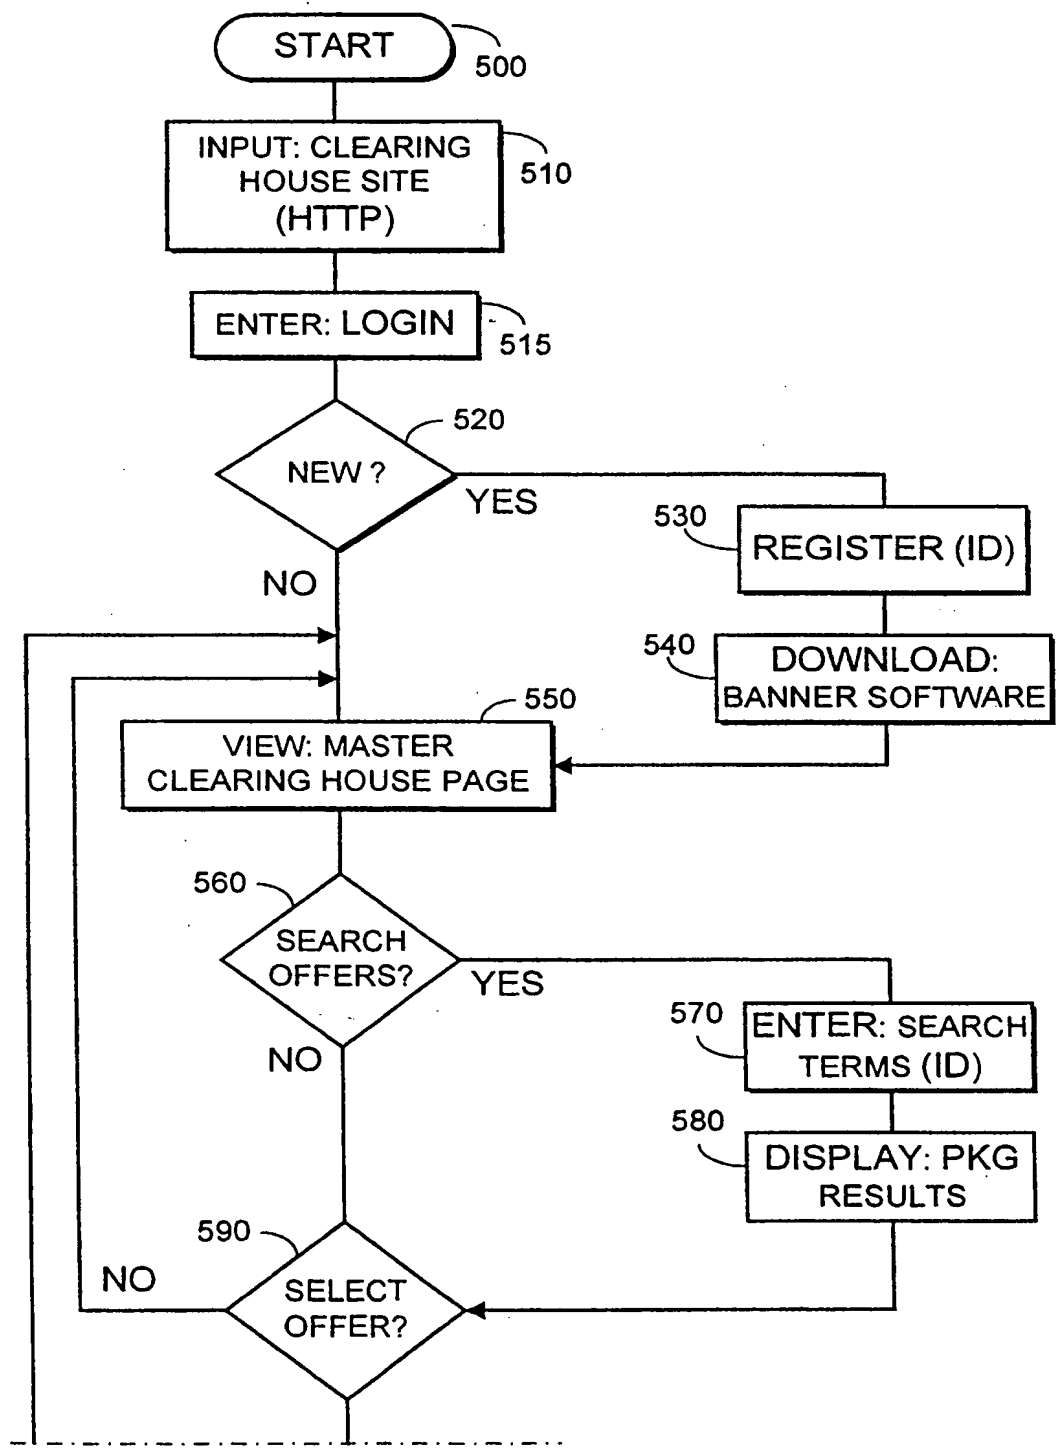 START
500
INPUT: CLEARING
HOUSE SITE
(HTTP)
510
ENTER: LOGIN
515
520
NEW ?
YES
NO
530
REGISTER (ID)
540
DOWNLOAD:
BANNER SOFTWARE
550
VIEW: MASTER
CLEARING HOUSE PAGE
560
SEARCH
OFFERS?
YES
NO
570
ENTER: SEARCH
TERMS (ID)
580
DISPLAY: PKG
RESULTS
590
SELECT
OFFER?
NO